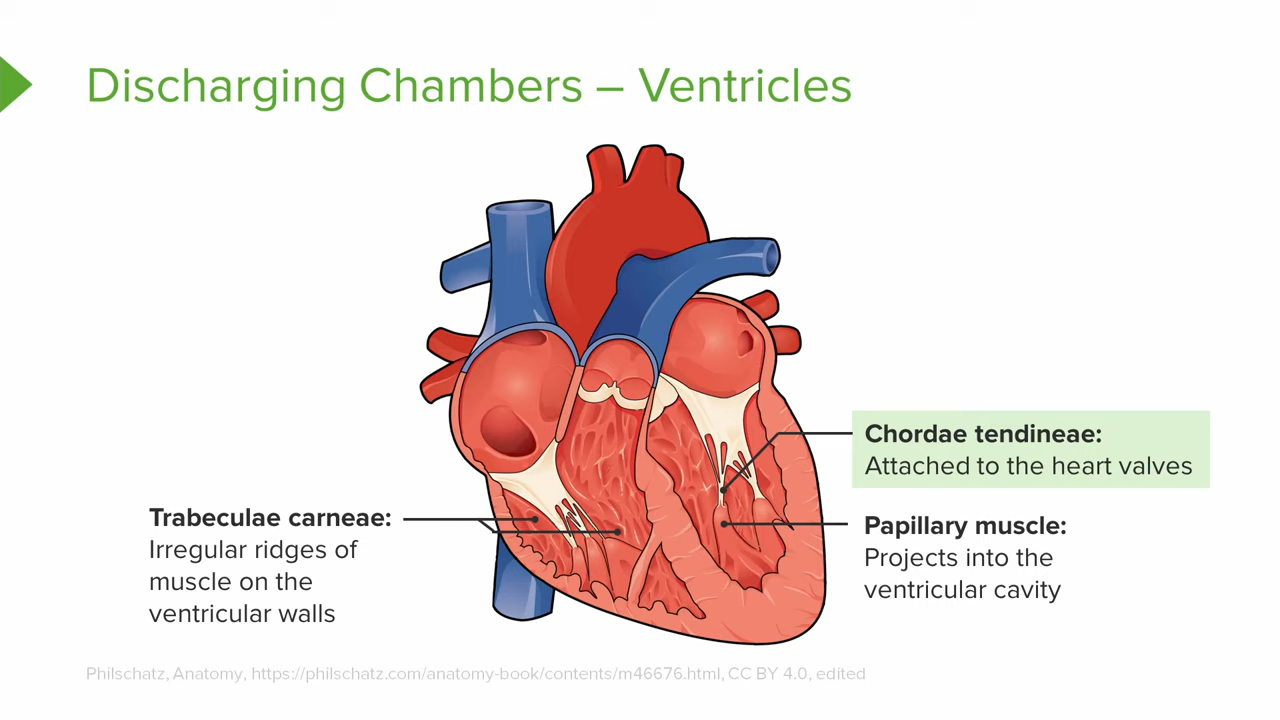 Discharging Chambers – Ventricles
Chordae tendineae:
Attached to the heart valves
Trabeculae carneae:
Irregular ridges of
muscle on the
ventricular walls
Papillary muscle:
Projects into the
ventricular cavity
Philschatz, Anatomy, https://philschatz.com/anatomy-book/contents/m46676.html, CC BY 4.0, edited